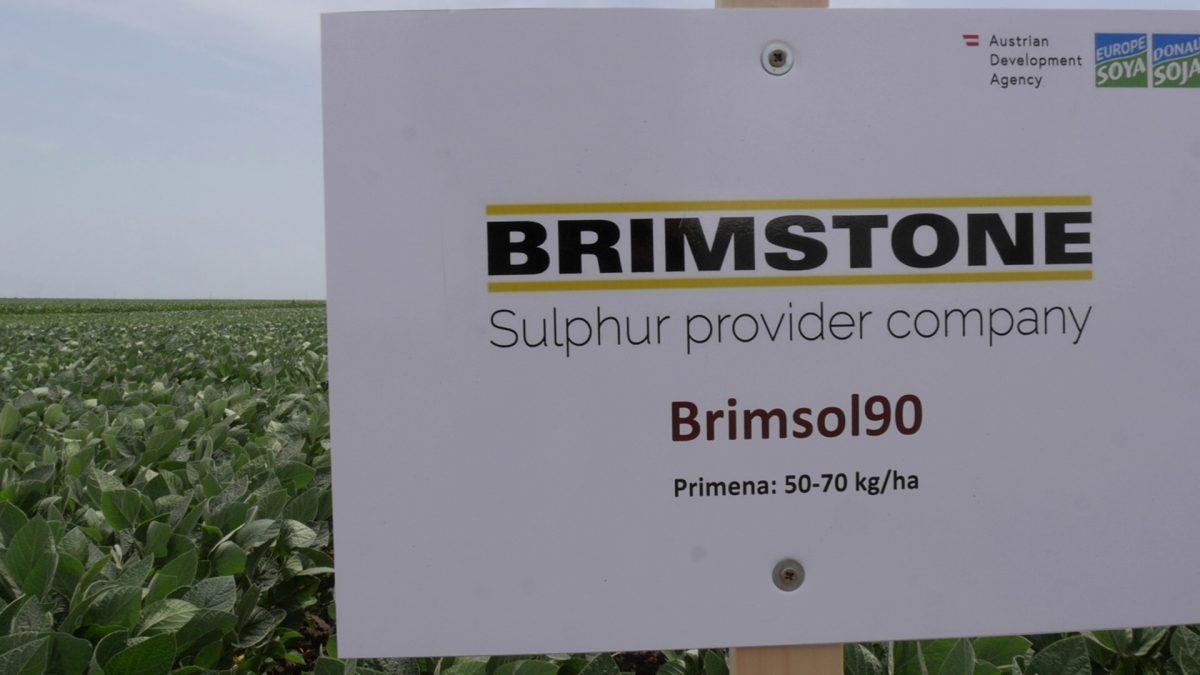 Austrian
Development
Agency
EUROPE
SOYA
DONAU
SOJA
BRIMSTONE
Sulphur provider company
Brimsol90
Primena: 50-70 kg/ha